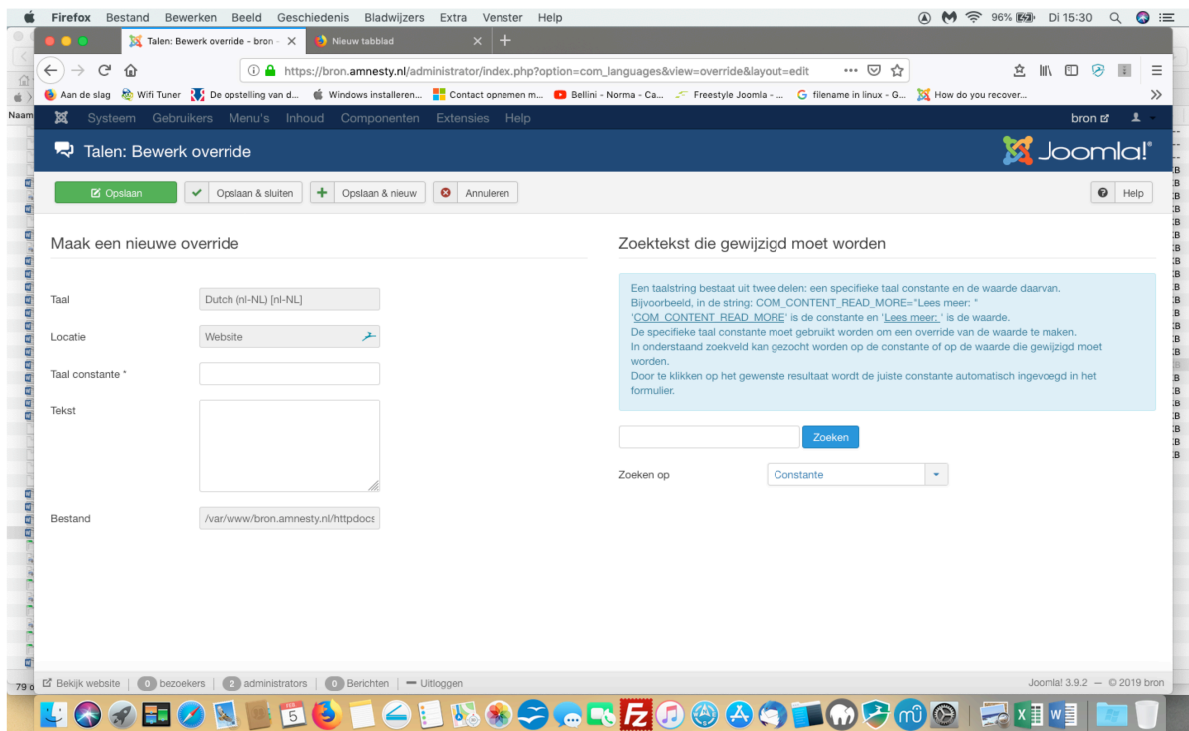 Firefox Bestand Bewerken Beeld Geschiedenis Bladwijzers Extra Venster Help 96% Di 15:30
Talen: Bewerk override - bron - Nieuw tabblad
https://bron.amnesty.nl/administrator/index.php?option=com_languages&view=override&layout=edit
Aan de slag Wifi Tuner De opstelling van d... Windows installeren... Contact opnemen m... Bellini - Norma - Ca... Freestyle Joomla - ... filename in linux - G... How do you recover...
Naam
Systeem Gebruikers Menu's Inhoud Componenten Extensies Help bron
Talen: Bewerk override Joomla!®
Opslaan Opslaan & sluiten Opslaan & nieuw Annuleren Help
Maak een nieuwe override
Taal Dutch (nl-NL) [nl-NL]
Locatie Website
Taal constante *
Tekst
Bestand /var/www/bron.amnesty.nl/httpdocs
Zoektekst die gewijzigd moet worden
Een taalstring bestaat uit twee delen: een specifieke taal constante en de waarde daarvan.
Bijvoorbeeld, in de string: COM_CONTENT_READ_MORE="Lees meer: "
'COM_CONTENT_READ_MORE' is de constante en 'Lees meer: ' is de waarde.
De specifieke taal constante moet gebruikt worden om een override van de waarde te maken.
In onderstaand zoekveld kan gezocht worden op de constante of op de waarde die gewijzigd moet
worden.
Door te klikken op het gewenste resultaat wordt de juiste constante automatisch ingevoegd in het
formulier.
Zoeken
Zoeken op Constante
79 o
Bekijk website 0 bezoekers 2 administrators 0 Berichten Uitloggen Joomla! 3.9.2 — © 2019 bron